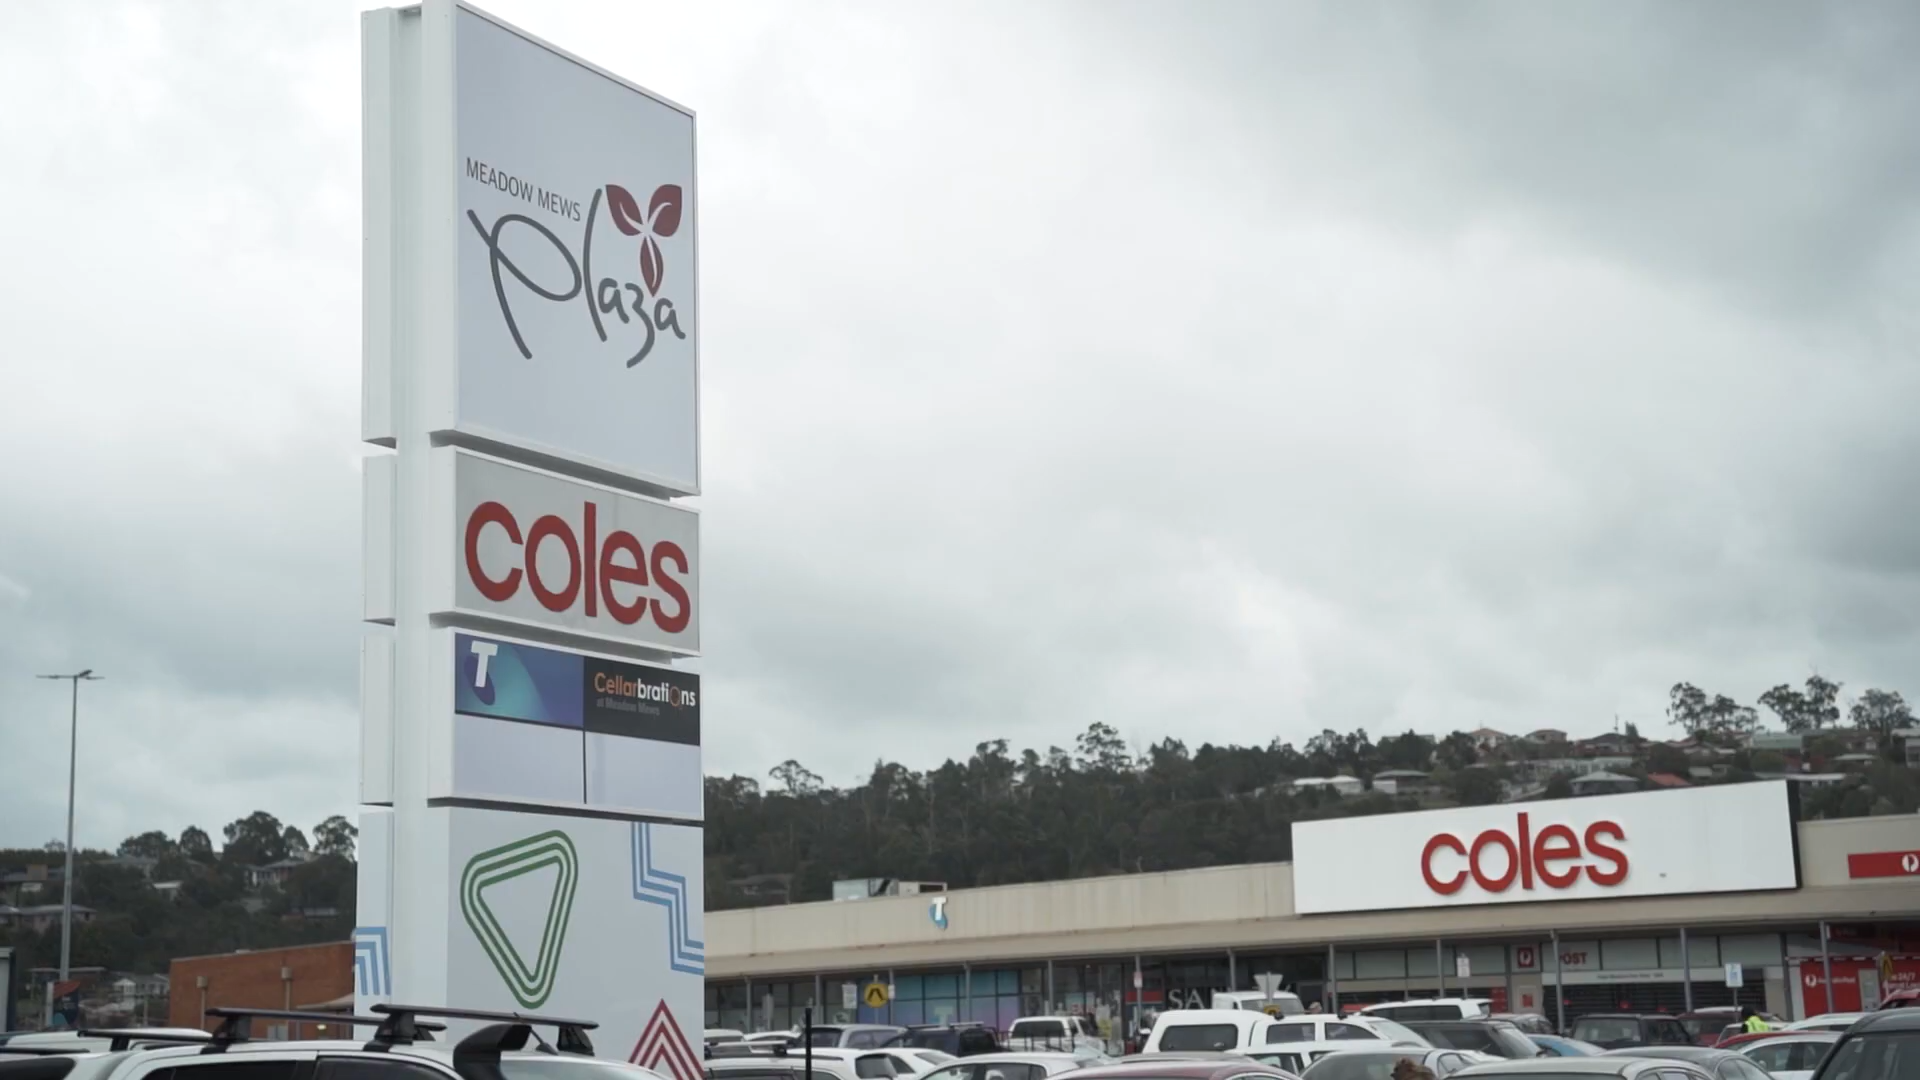 MEADOW MEWS
plaza
coles
T
Cellarbrations
at Meadow Mews
coles
T
POST